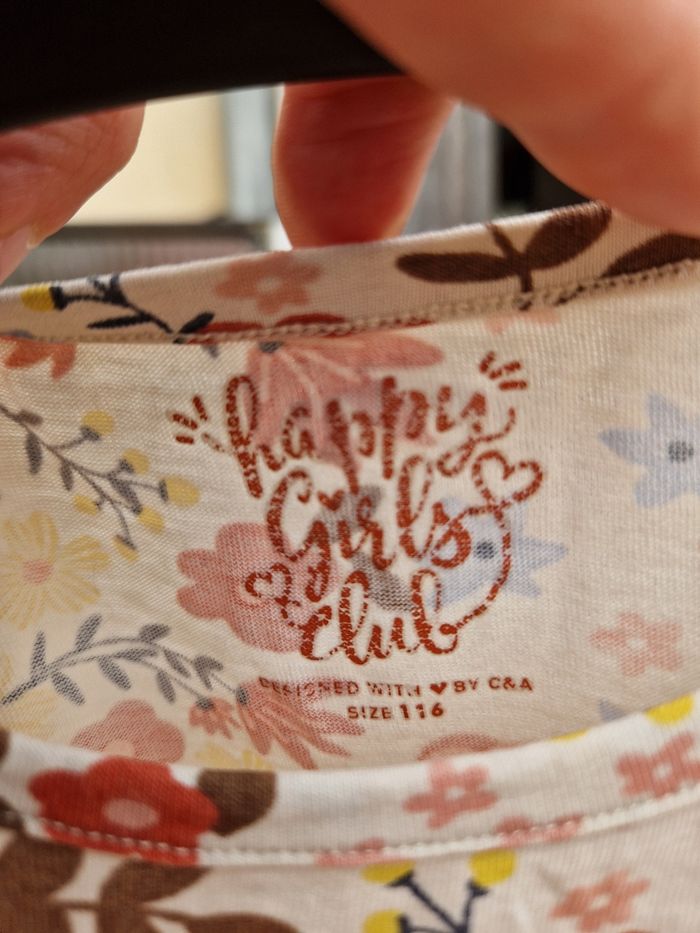 happy
Girls
club
DESIGNED WITH ♥ BY C&A
SIZE 116